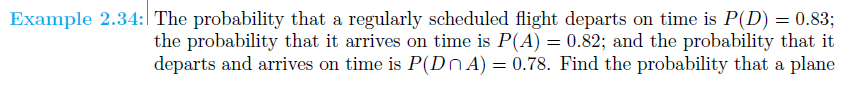 Example 2.34: The probability that a regularly scheduled flight departs on time is P(D) = 0.83;
the probability that it arrives on time is P(A) = 0.82; and the probability that it
departs and arrives on time is P(D ∩ A) = 0.78. Find the probability that a plane